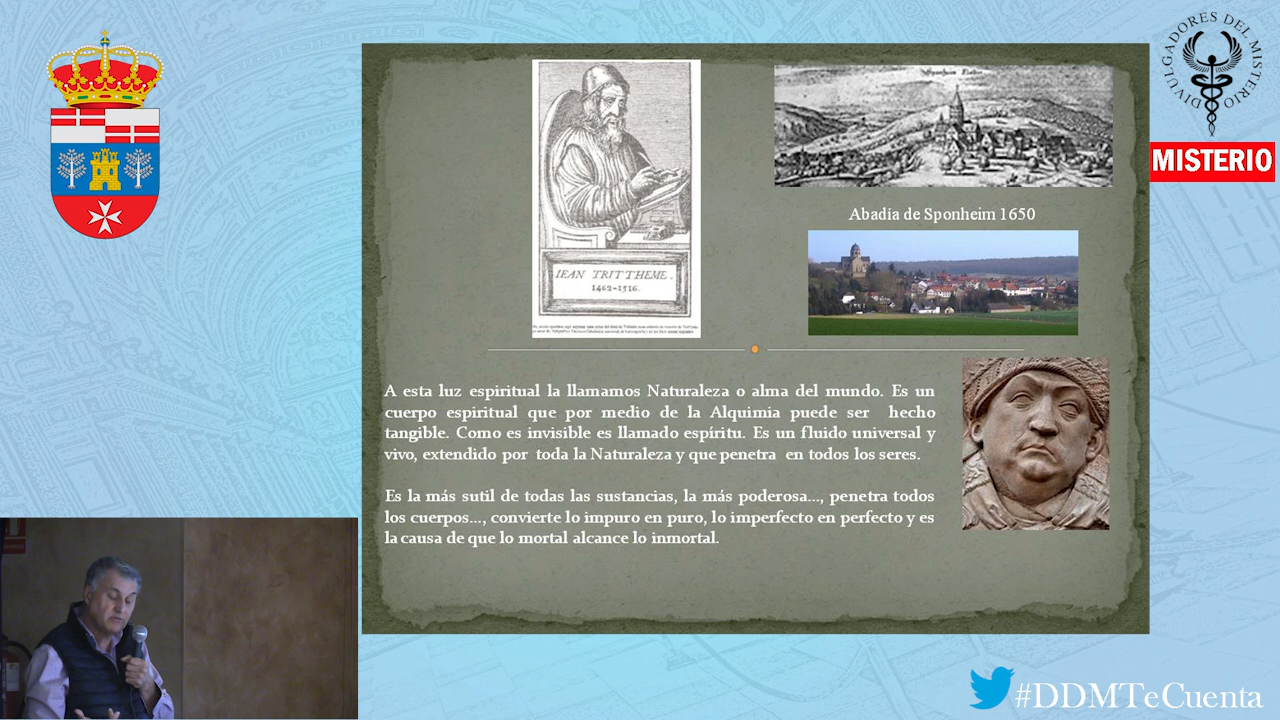 DIVULGADORES DEL MISTERIO
MISTERIO
Sponheim
IEAN TRITTHEME.
1462-1516.
Abadía de Sponheim 1650
A esta luz espiritual la llamamos Naturaleza o alma del mundo. Es un
cuerpo espiritual que por medio de la Alquimia puede ser hecho
tangible. Como es invisible es llamado espíritu. Es un fluido universal y
vivo, extendido por toda la Naturaleza y que penetra en todos los seres.
Es la más sutil de todas las sustancias, la más poderosa..., penetra todos
los cuerpos..., convierte lo impuro en puro, lo imperfecto en perfecto y es
la causa de que lo mortal alcance lo inmortal.
#DDMTeCuenta